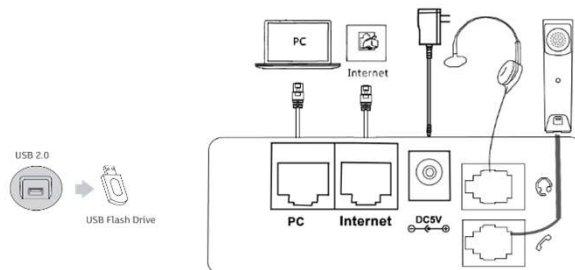 PC
Internet
USB 2.0
USB Flash Drive
PC
Internet
DC5V